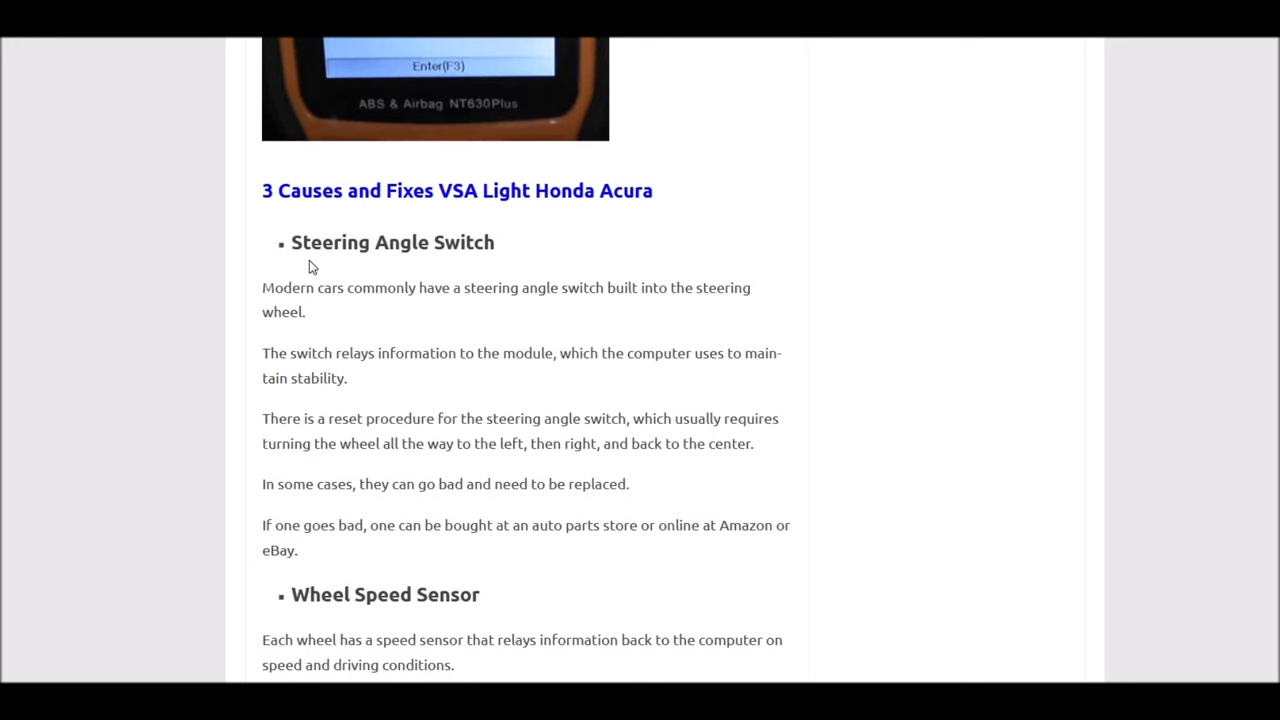 Enter(F3)
ABS & Airbag NT630Plus
3 Causes and Fixes VSA Light Honda Acura
▪ Steering Angle Switch
Modern cars commonly have a steering angle switch built into the steering
wheel.
The switch relays information to the module, which the computer uses to main-
tain stability.
There is a reset procedure for the steering angle switch, which usually requires
turning the wheel all the way to the left, then right, and back to the center.
In some cases, they can go bad and need to be replaced.
If one goes bad, one can be bought at an auto parts store or online at Amazon or
eBay.
▪ Wheel Speed Sensor
Each wheel has a speed sensor that relays information back to the computer on
speed and driving conditions.